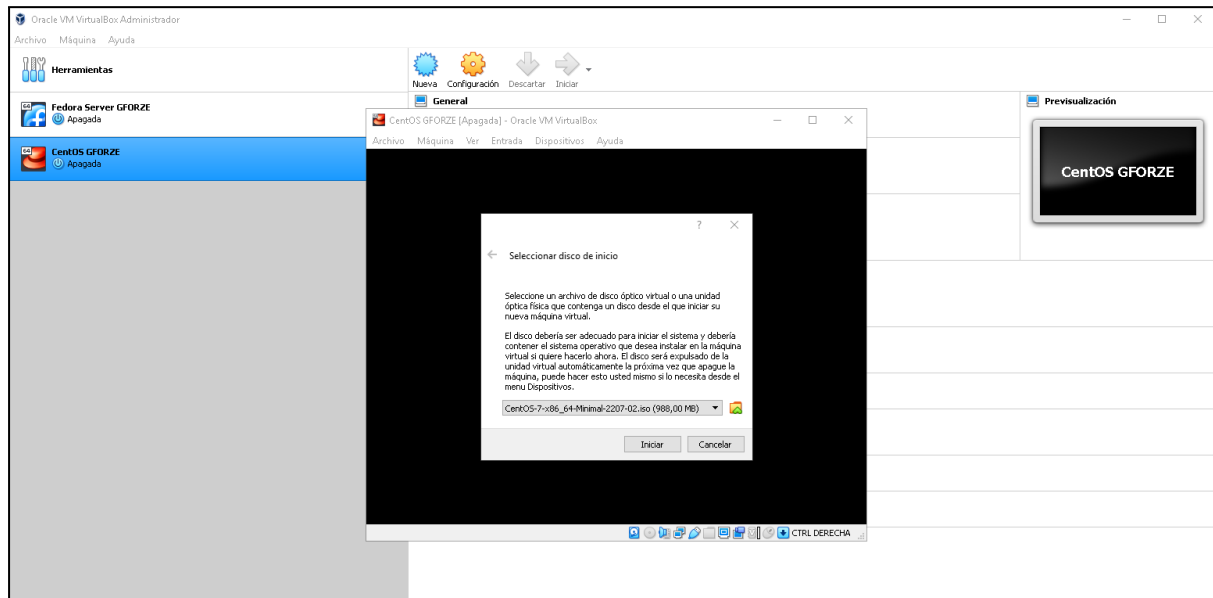 Oracle VM VirtualBox Administrador
Archivo Máquina Ayuda
Herramientas
Nueva Configuración Descartar Iniciar
Fedora Server GFORZE
Apagada
CentOS GFORZE
Apagada
General
Previsualización
CentOS GFORZE
CentOS GFORZE [Apagada] - Oracle VM VirtualBox
Archivo Máquina Ver Entrada Dispositivos Ayuda
Seleccionar disco de inicio
Seleccione un archivo de disco óptico virtual o una unidad
óptica física que contenga un disco desde el que iniciar su
nueva máquina virtual.
El disco debería ser adecuado para iniciar el sistema y debería
contener el sistema operativo que desea instalar en la máquina
virtual si quiere hacerlo ahora. El disco será expulsado de la
unidad virtual automáticamente la próxima vez que apague la
máquina, puede hacer esto usted mismo si lo necesita desde el
menu Dispositivos.
CentOS-7-x86_64-Minimal-2207-02.iso (988,00 MB)
Iniciar Cancelar
CTRL DERECHA